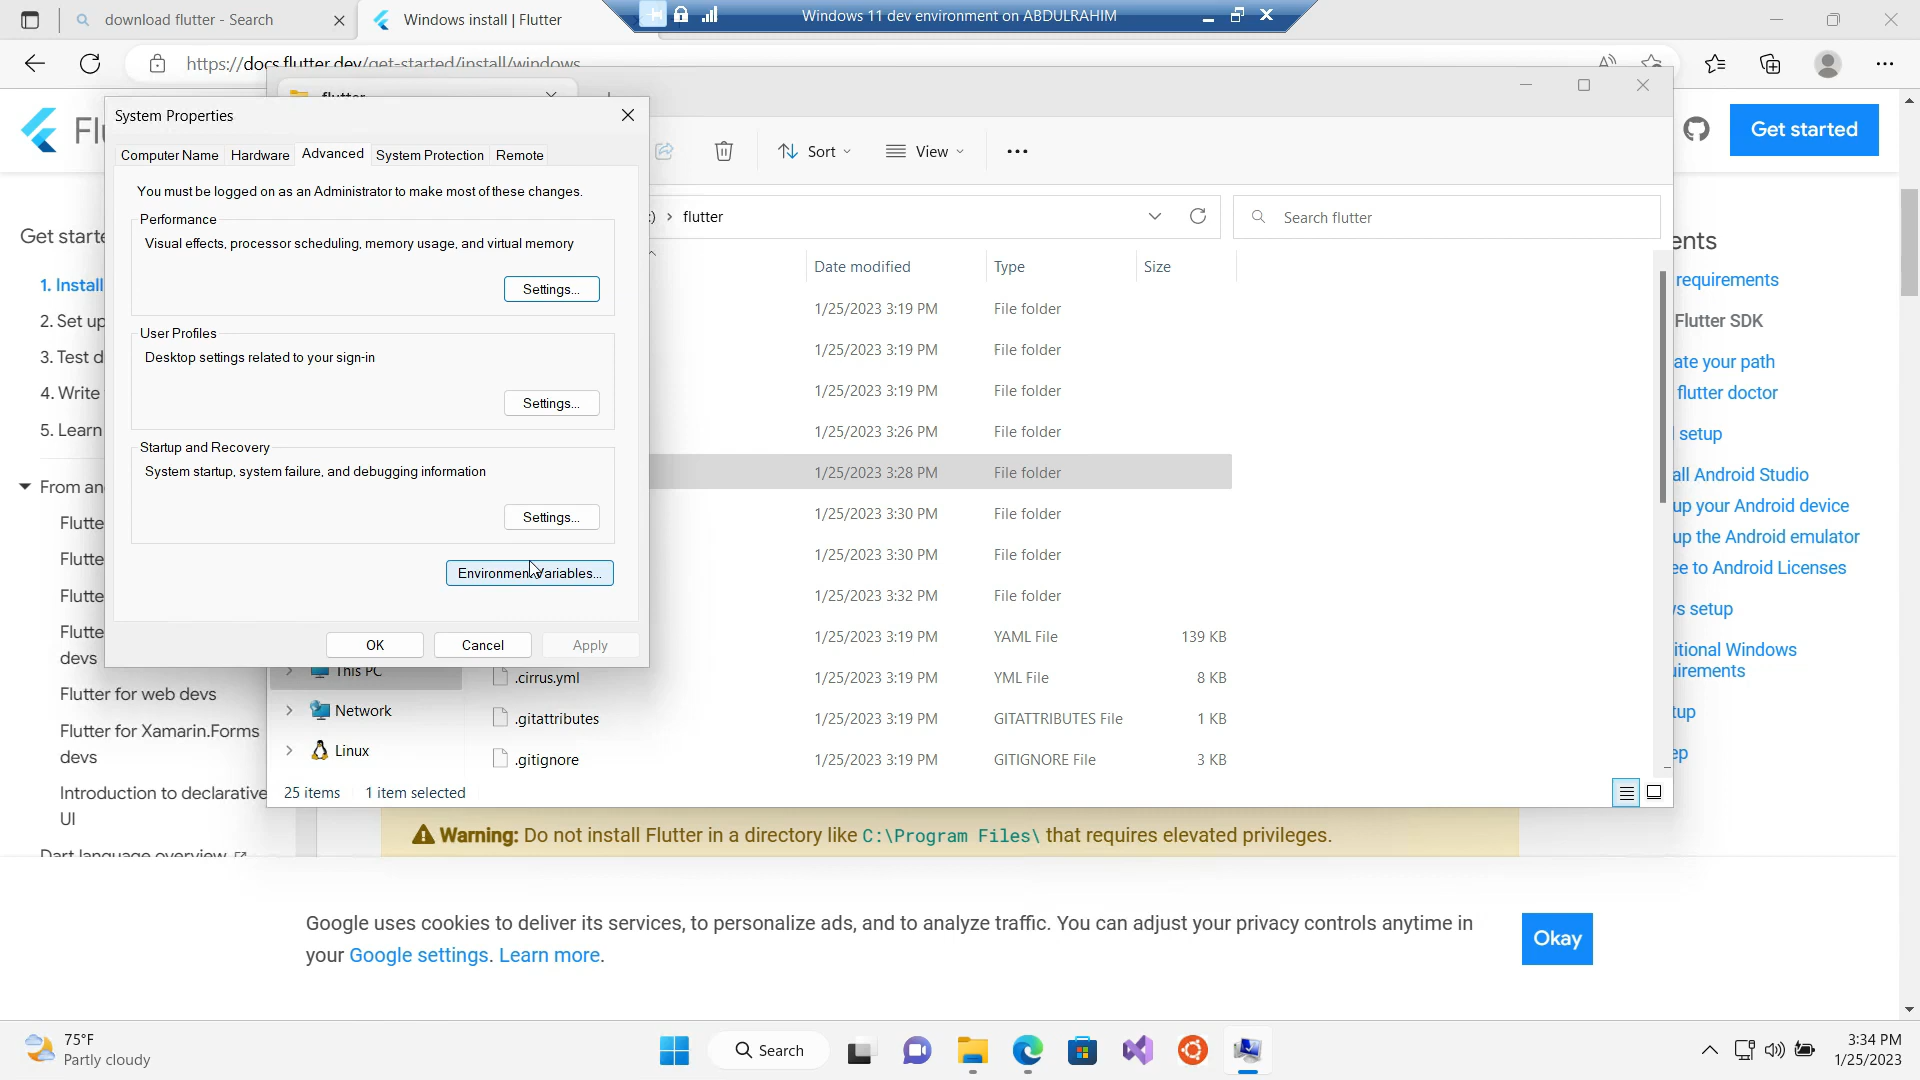 download flutter - Search
Windows install | Flutter
Windows 11 dev environment on ABDULRAHIM
https://docs.flutter.dev/get-started/install/windows
flutter
System Properties
Computer Name
Hardware
Advanced
System Protection
Remote
You must be logged on as an Administrator to make most of these changes.
Performance
Visual effects, processor scheduling, memory usage, and virtual memory
Settings...
User Profiles
Desktop settings related to your sign-in
Settings...
Startup and Recovery
System startup, system failure, and debugging information
Settings...
Environment Variables...
OK
Cancel
Apply
Sort
View
Get started
:) > flutter
Search flutter
Date modified
Type
Size
1/25/2023 3:19 PM File folder
1/25/2023 3:19 PM File folder
1/25/2023 3:19 PM File folder
1/25/2023 3:26 PM File folder
1/25/2023 3:28 PM File folder
1/25/2023 3:30 PM File folder
1/25/2023 3:30 PM File folder
1/25/2023 3:32 PM File folder
1/25/2023 3:19 PM YAML File 139 KB
.cirrus.yml 1/25/2023 3:19 PM YML File 8 KB
.gitattributes 1/25/2023 3:19 PM GITATTRIBUTES File 1 KB
.gitignore 1/25/2023 3:19 PM GITIGNORE File 3 KB
This PC
Network
Linux
25 items
1 item selected
Flu
Get starte
1. Install
2. Set up
3. Test d
4. Write
5. Learn
From an
Flutte
Flutte
Flutte
Flutte
devs
Flutter for web devs
Flutter for Xamarin.Forms
devs
Introduction to declarative
UI
Dart language overview
ents
requirements
Flutter SDK
ate your path
flutter doctor
setup
all Android Studio
up your Android device
up the Android emulator
ee to Android Licenses
s setup
itional Windows
irements
tup
ep
Warning: Do not install Flutter in a directory like C:\Program Files\ that requires elevated privileges.
Google uses cookies to deliver its services, to personalize ads, and to analyze traffic. You can adjust your privacy controls anytime in
your Google settings. Learn more.
Okay
75°F
Partly cloudy
Search
3:34 PM
1/25/2023